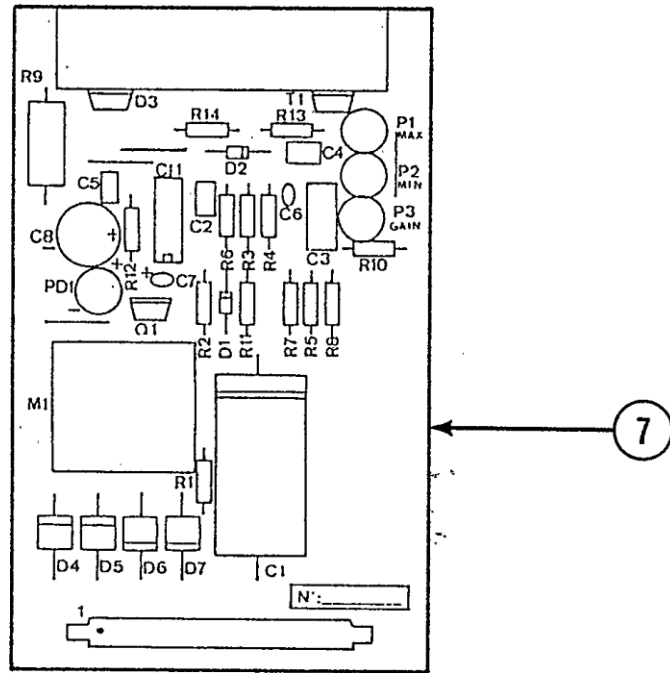 R9
D3
T1
R14
R13
P1
MAX
C4
D2
P2
MIN
C5
CI1
C2
C6
P3
GAIN
C8
+
R12
R6
R3
R4
C3
R10
+
+
C7
PD1
-
Q1
R2
D1
R11
R7
R5
R8
M1
7
R1
D4
D5
D6
D7
C1
N°:
1